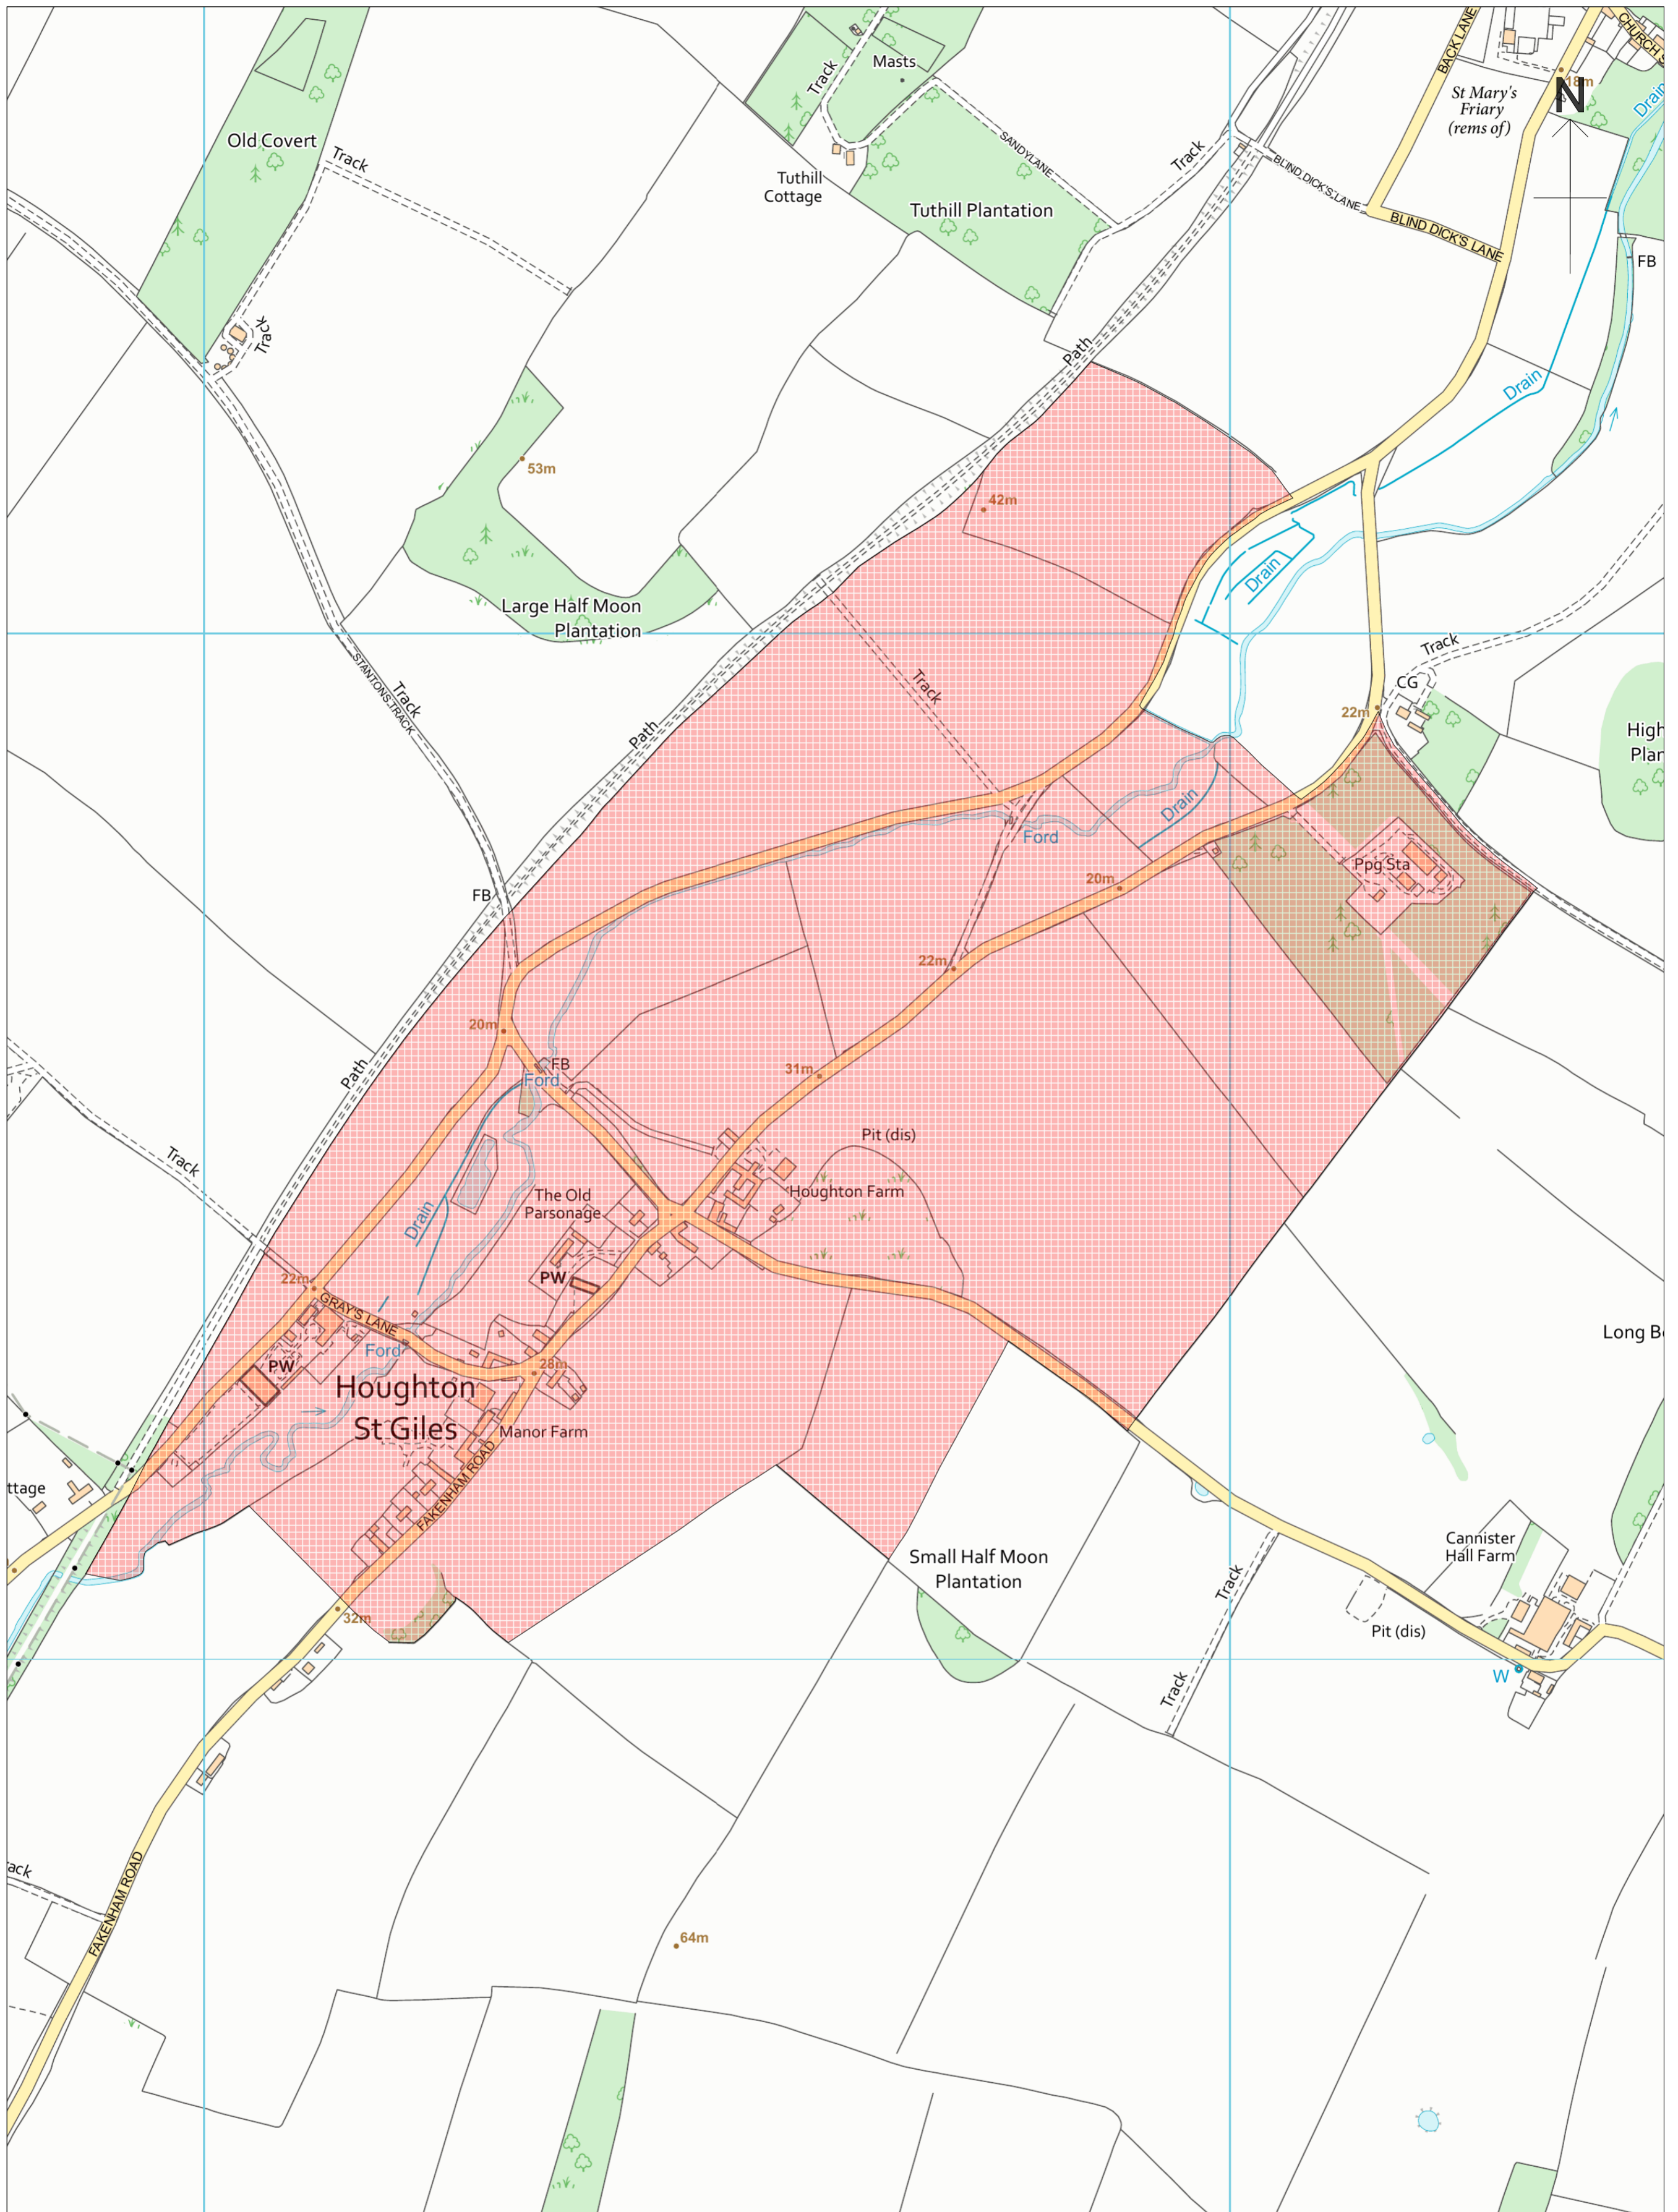 BACK LANE
CHURCH S
Masts
Track
18m
N
St Mary's
Friary
(rems of)
Drain
Old Covert
Track
SANDY LANE
Track
BLIND DICK'S LANE
Tuthill
Cottage
Tuthill Plantation
BLIND DICK'S LANE
FB
Track
Path
Drain
53m
42m
Drain
Large Half Moon
Plantation
Track
STANTONS TRACK
Track
Track
CG
22m
Path
High
Plan
Drain
Ford
Ppg Sta
20m
FB
22m
20m
FB
Ford
31m
Path
Pit (dis)
Track
Houghton Farm
The Old
Parsonage
Drain
PW
22m
GRAY'S LANE
Long B
Ford
28m
PW
Houghton
St Giles
Manor Farm
FAKENHAM ROAD
ttage
Cannister
Hall Farm
Small Half Moon
Plantation
Track
32m
Pit (dis)
W
Track
FAKENHAM ROAD
ack
64m